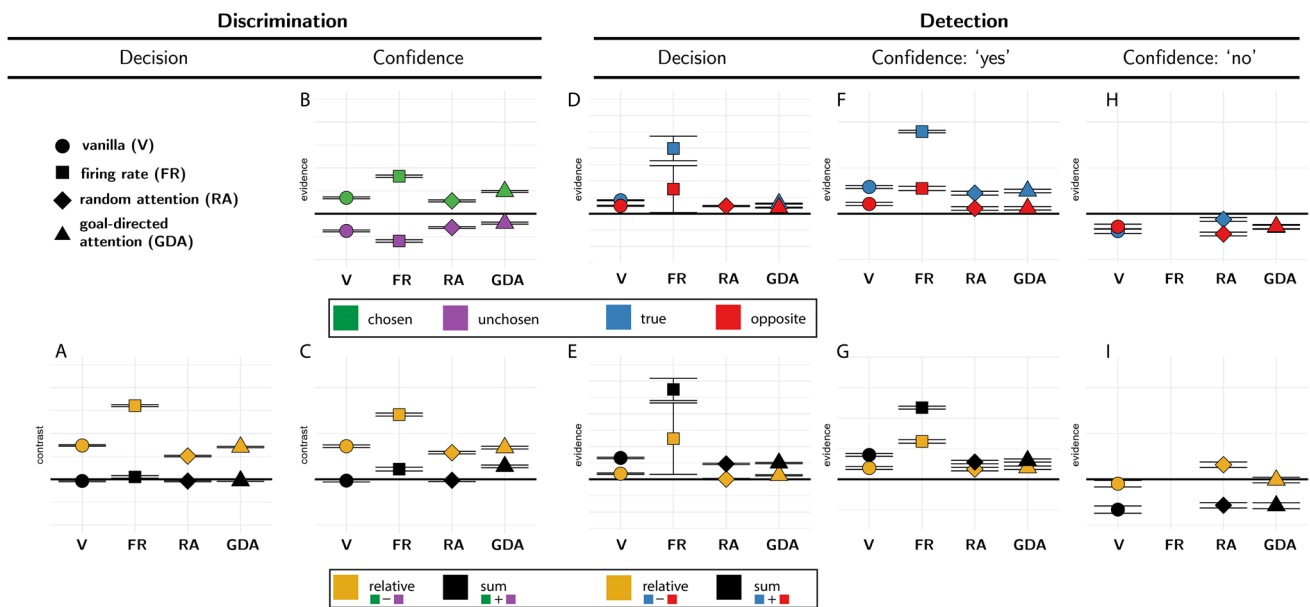 Discrimination
Detection
Decision
Confidence
Decision
Confidence: ‘yes’
Confidence: ‘no’
vanilla (V)
firing rate (FR)
random attention (RA)
goal-directed
attention (GDA)
B
V FR RA GDA
D
evidence
V FR RA GDA
F
evidence
V FR RA GDA
H
evidence
V FR RA GDA
evidence
chosen unchosen true opposite
A
contrast
V FR RA GDA
C
contrast
V FR RA GDA
E
evidence
V FR RA GDA
G
evidence
V FR RA GDA
I
evidence
V FR RA GDA
relative sum relative sum
− + − +